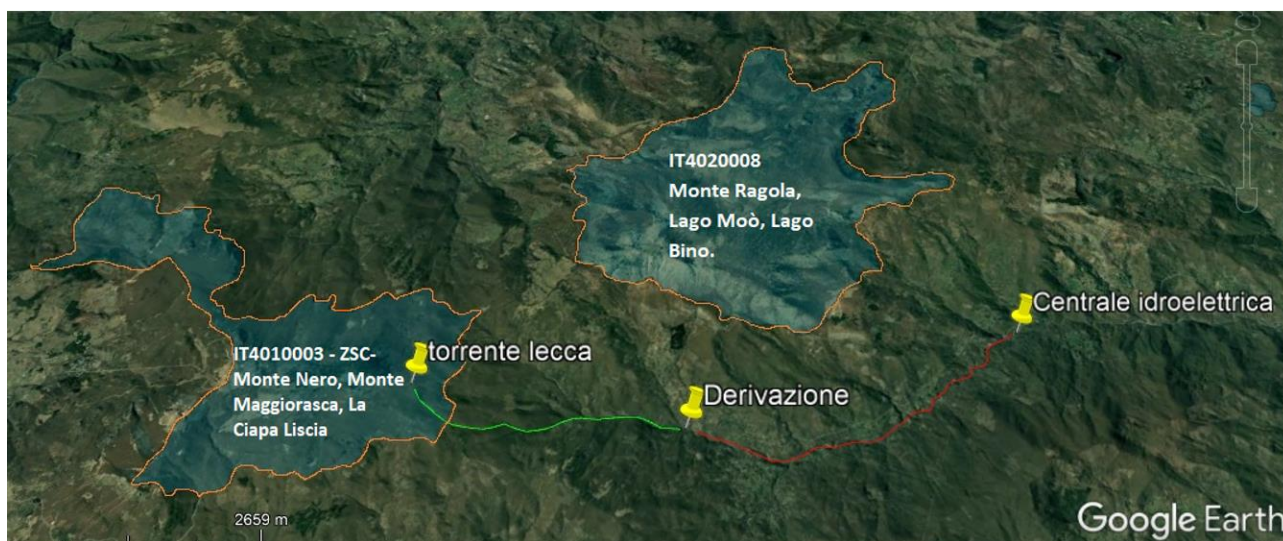 IT4020008
Monte Ragola,
Lago Moò, Lago
Bino.
Centrale idroelettrica
torrente lecca
IT4010003 - ZSC-
Monte Nero, Monte
Maggiorasca, La
Ciapa Liscia
Derivazione
2659 m
Google Earth